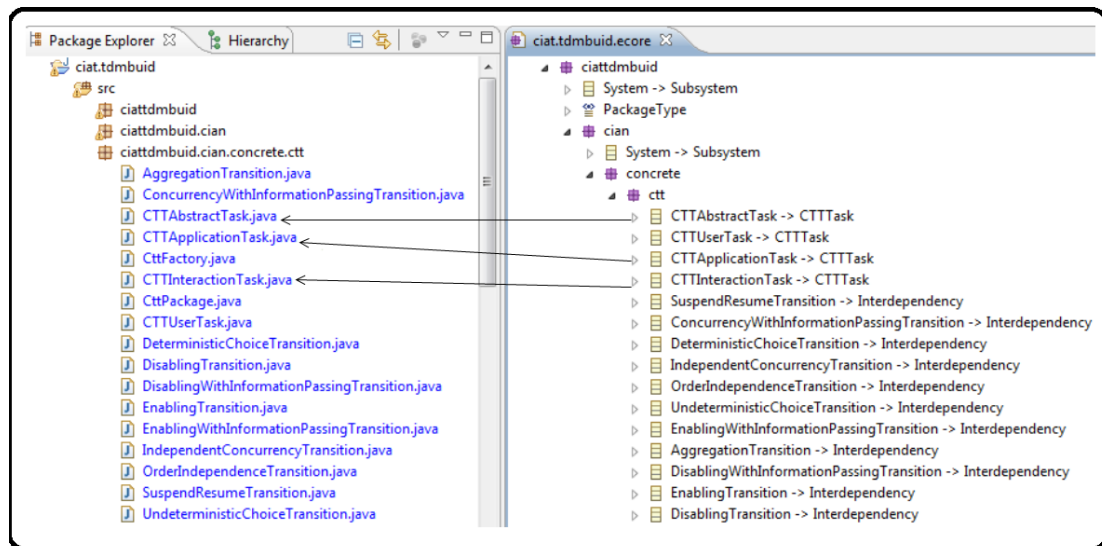 Package Explorer
Hierarchy
ciat.tdmbuid
src
ciattdmbuid
ciattdmbuid.cian
ciattdmbuid.cian.concrete.ctt
AggregationTransition.java
ConcurrencyWithInformationPassingTransition.java
CTTAbstractTask.java
CTTApplicationTask.java
CttFactory.java
CTTInteractionTask.java
CttPackage.java
CTTUserTask.java
DeterministicChoiceTransition.java
DisablingTransition.java
DisablingWithInformationPassingTransition.java
EnablingTransition.java
EnablingWithInformationPassingTransition.java
IndependentConcurrencyTransition.java
OrderIndependenceTransition.java
SuspendResumeTransition.java
UndeterministicChoiceTransition.java
ciat.tdmbuid.ecore
ciattdmbuid
System -> Subsystem
PackageType
cian
System -> Subsystem
concrete
ctt
CTTAbstractTask -> CTTTask
CTTUserTask -> CTTTask
CTTApplicationTask -> CTTTask
CTTInteractionTask -> CTTTask
SuspendResumeTransition -> Interdependency
ConcurrencyWithInformationPassingTransition -> Interdependency
DeterministicChoiceTransition -> Interdependency
IndependentConcurrencyTransition -> Interdependency
OrderIndependenceTransition -> Interdependency
UndeterministicChoiceTransition -> Interdependency
EnablingWithInformationPassingTransition -> Interdependency
AggregationTransition -> Interdependency
DisablingWithInformationPassingTransition -> Interdependency
EnablingTransition -> Interdependency
DisablingTransition -> Interdependency